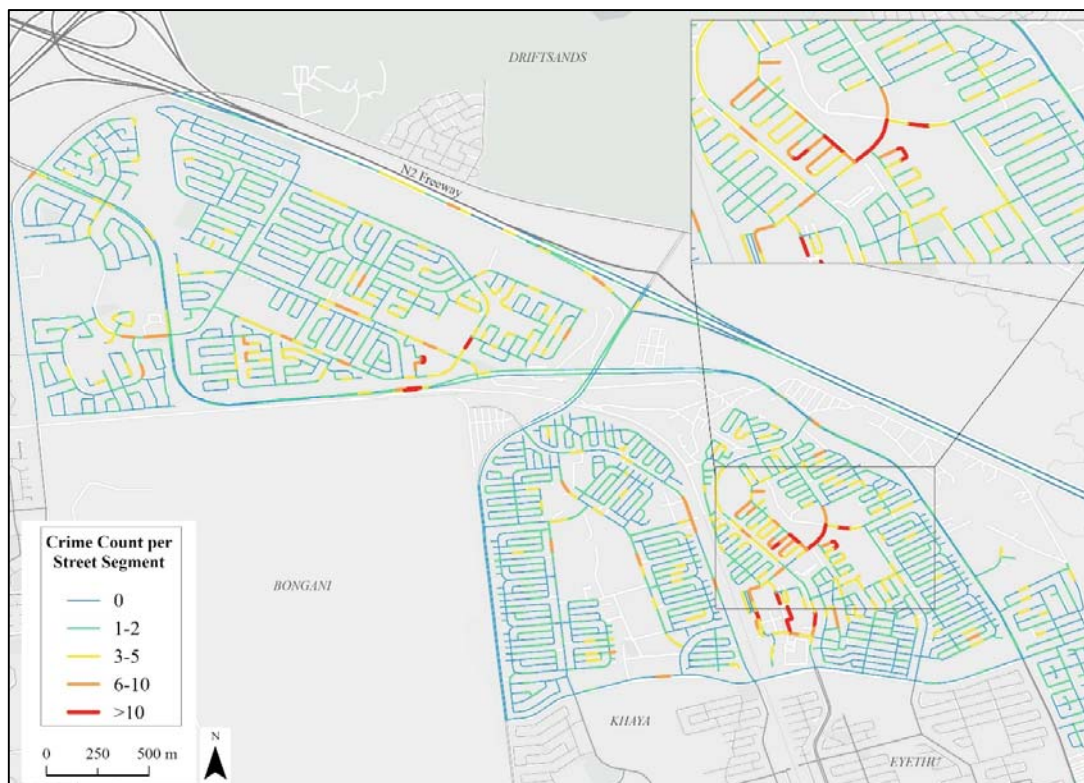 DRIFTSANDS
N2 Freeway
BONGANI
KHAYA
Crime Count per
Street Segment
0
1-2
3-5
6-10
>10
0 250 500 m
N